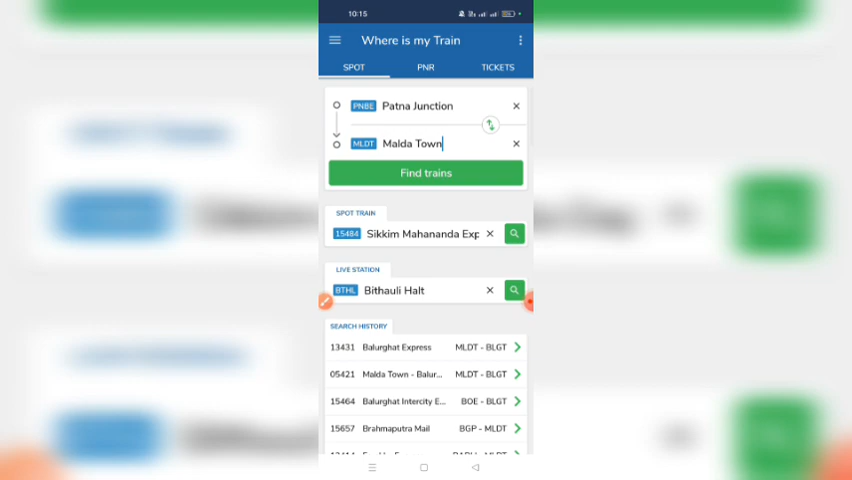 10:15
Where is my Train
SPOT PNR TICKETS
PNBE Patna Junction
MLDT Malda Town
Find trains
SPOT TRAIN
15484 Sikkim Mahananda Exp
LIVE STATION
BTHL Bithauli Halt
SEARCH HISTORY
13431 Balurghat Express MLDT - BLGT
05421 Malda Town - Balur... MLDT - BLGT
15464 Balurghat Intercity E... BOE - BLGT
15657 Brahmaputra Mail BGP - MLDT